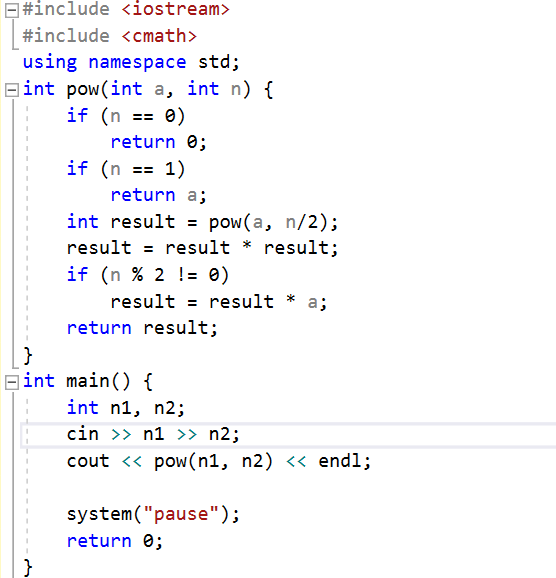 #include <iostream>
#include <cmath>
using namespace std;
int pow(int a, int n) {
    if (n == 0)
        return 0;
    if (n == 1)
        return a;
    int result = pow(a, n/2);
    result = result * result;
    if (n % 2 != 0)
        result = result * a;
    return result;
}
int main() {
    int n1, n2;
    cin >> n1 >> n2;
    cout << pow(n1, n2) << endl;

    system("pause");
    return 0;
}